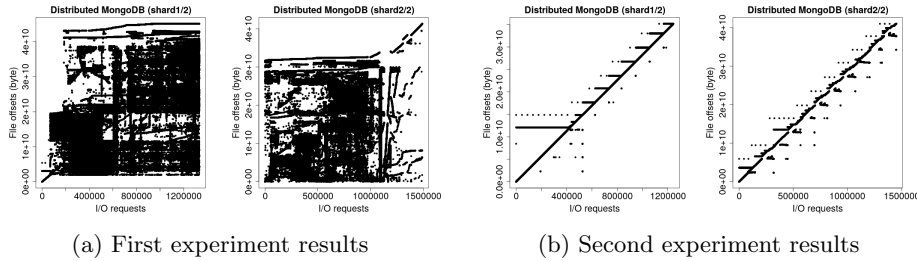 Distributed MongoDB (shard1/2)
File offsets (byte)
0e+00 1e+10 2e+10 3e+10 4e+10
0 400000 800000 1200000
I/O requests
Distributed MongoDB (shard2/2)
File offsets (byte)
0e+00 1e+10 2e+10 3e+10 4e+10
0 500000 1000000 1500000
I/O requests
(a) First experiment results
Distributed MongoDB (shard1/2)
File offsets (byte)
0.0e+00 1.0e+10 2.0e+10 3.0e+10
0 400000 800000 1200000
I/O requests
Distributed MongoDB (shard2/2)
File offsets (byte)
0e+00 1e+10 2e+10 3e+10 4e+10
0 500000 1000000 1500000
I/O requests
(b) Second experiment results